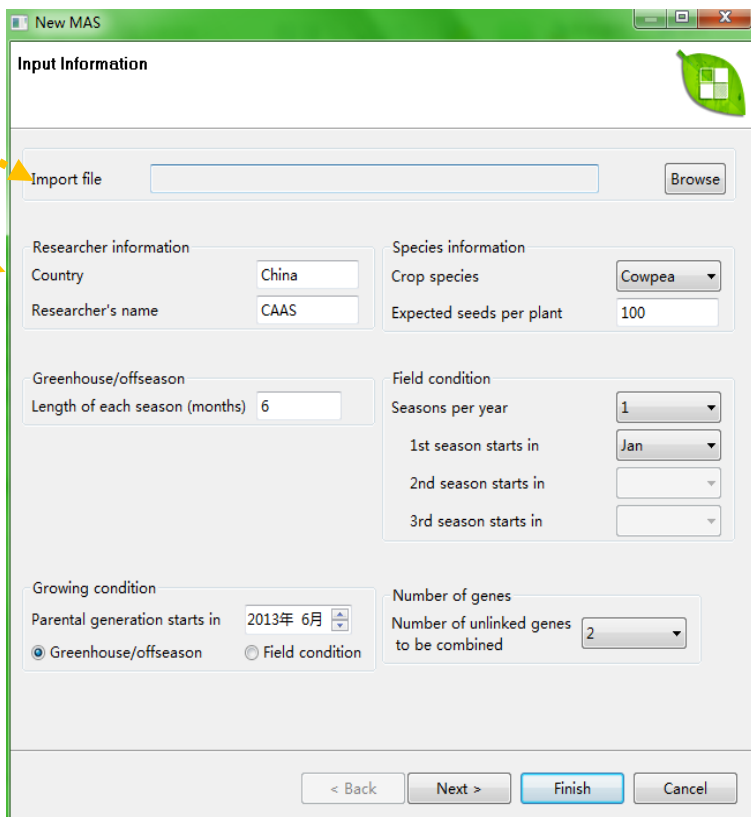 New MAS
Input Information
Import file
Browse
Researcher information
Country
China
Researcher's name
CAAS
Species information
Crop species
Cowpea
Expected seeds per plant
100
Greenhouse/offseason
Length of each season (months)
6
Field condition
Seasons per year
1
1st season starts in
Jan
2nd season starts in
3rd season starts in
Growing condition
Parental generation starts in
2013年 6月
Greenhouse/offseason
Field condition
Number of genes
Number of unlinked genes
to be combined
2
< Back
Next >
Finish
Cancel